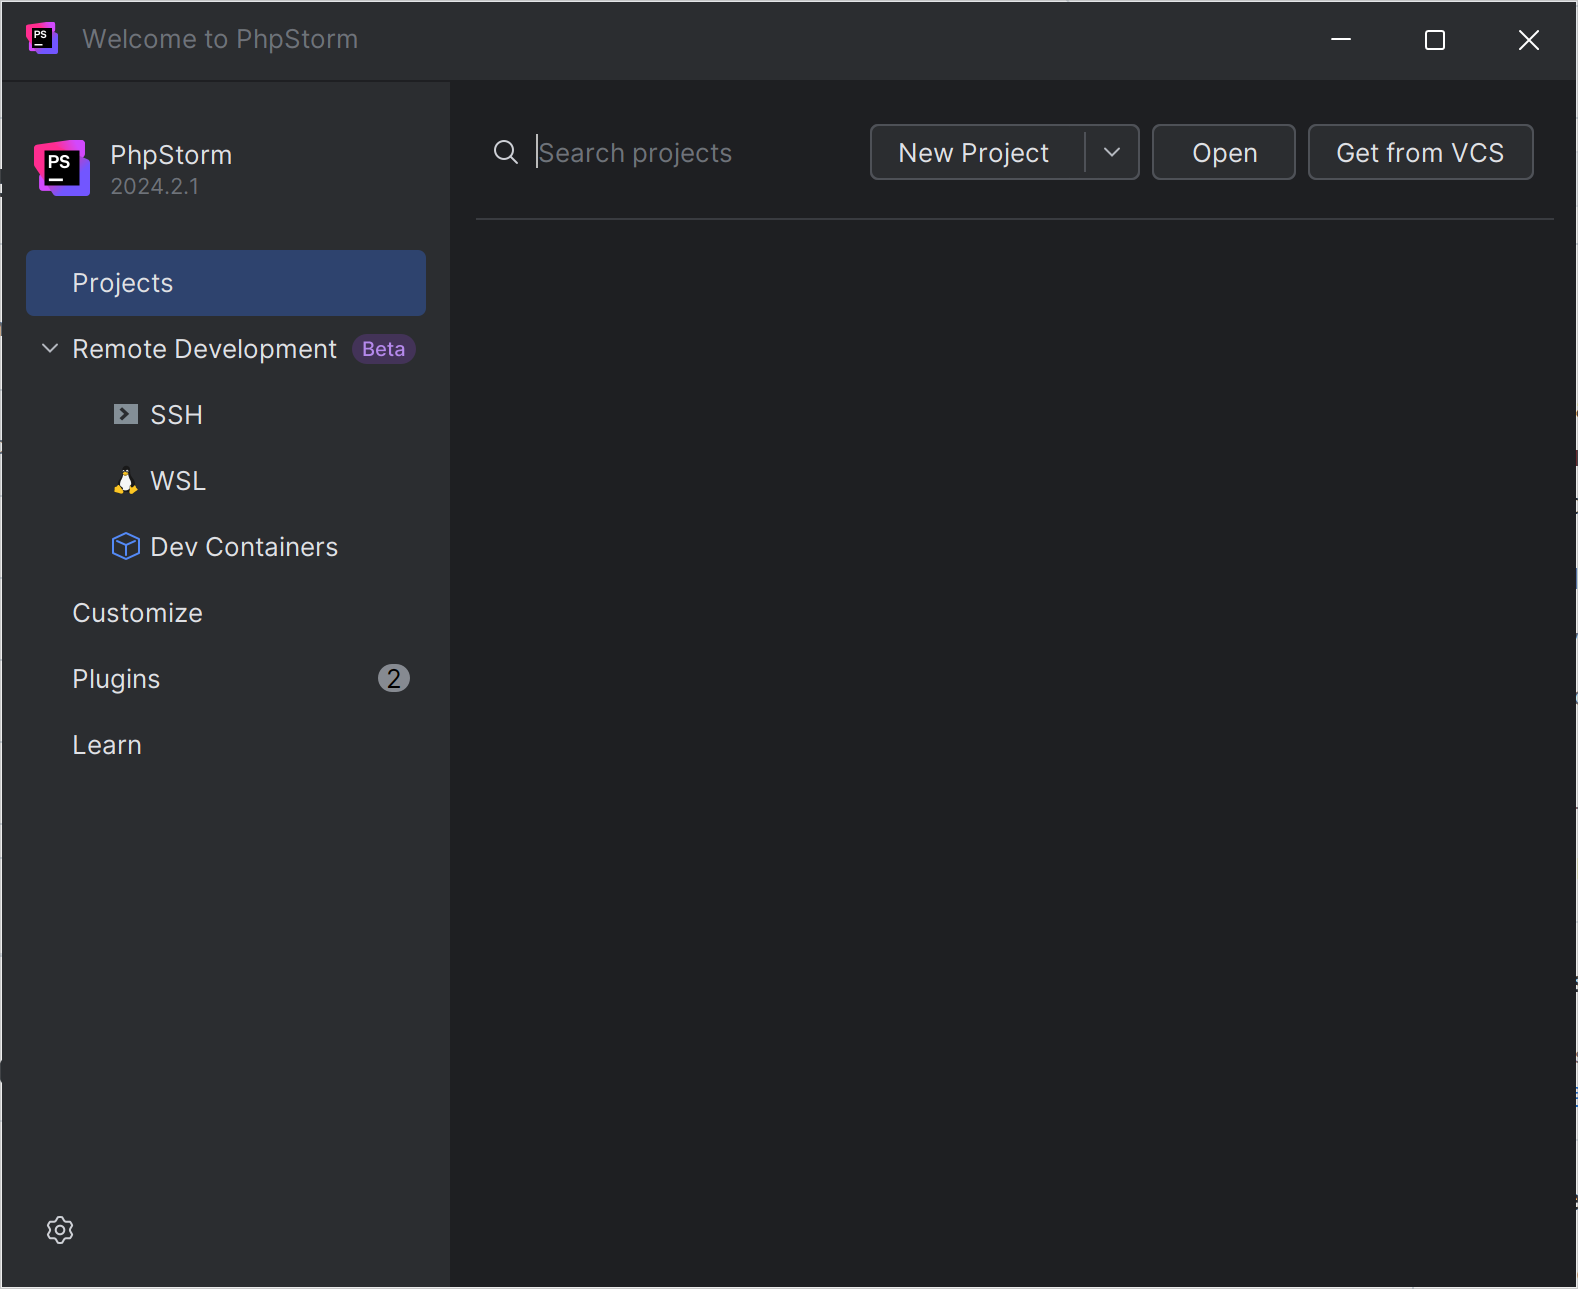 PS
Welcome to PhpStorm
PS
PhpStorm
2024.2.1
Search projects
New Project
Open
Get from VCS
Projects
Remote Development Beta
SSH
WSL
Dev Containers
Customize
Plugins 2
Learn